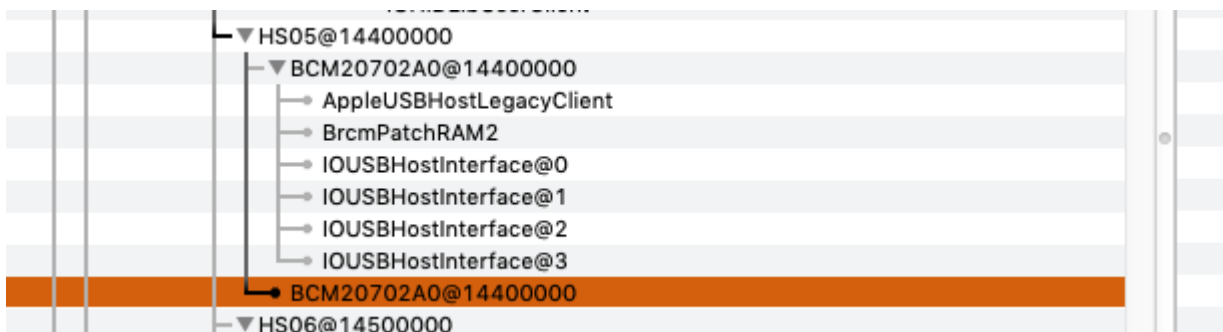 HS05@14400000
BCM20702A0@14400000
AppleUSBHostLegacyClient
BrcmPatchRAM2
IOUSBHostInterface@0
IOUSBHostInterface@1
IOUSBHostInterface@2
IOUSBHostInterface@3
BCM20702A0@14400000
HS06@14500000